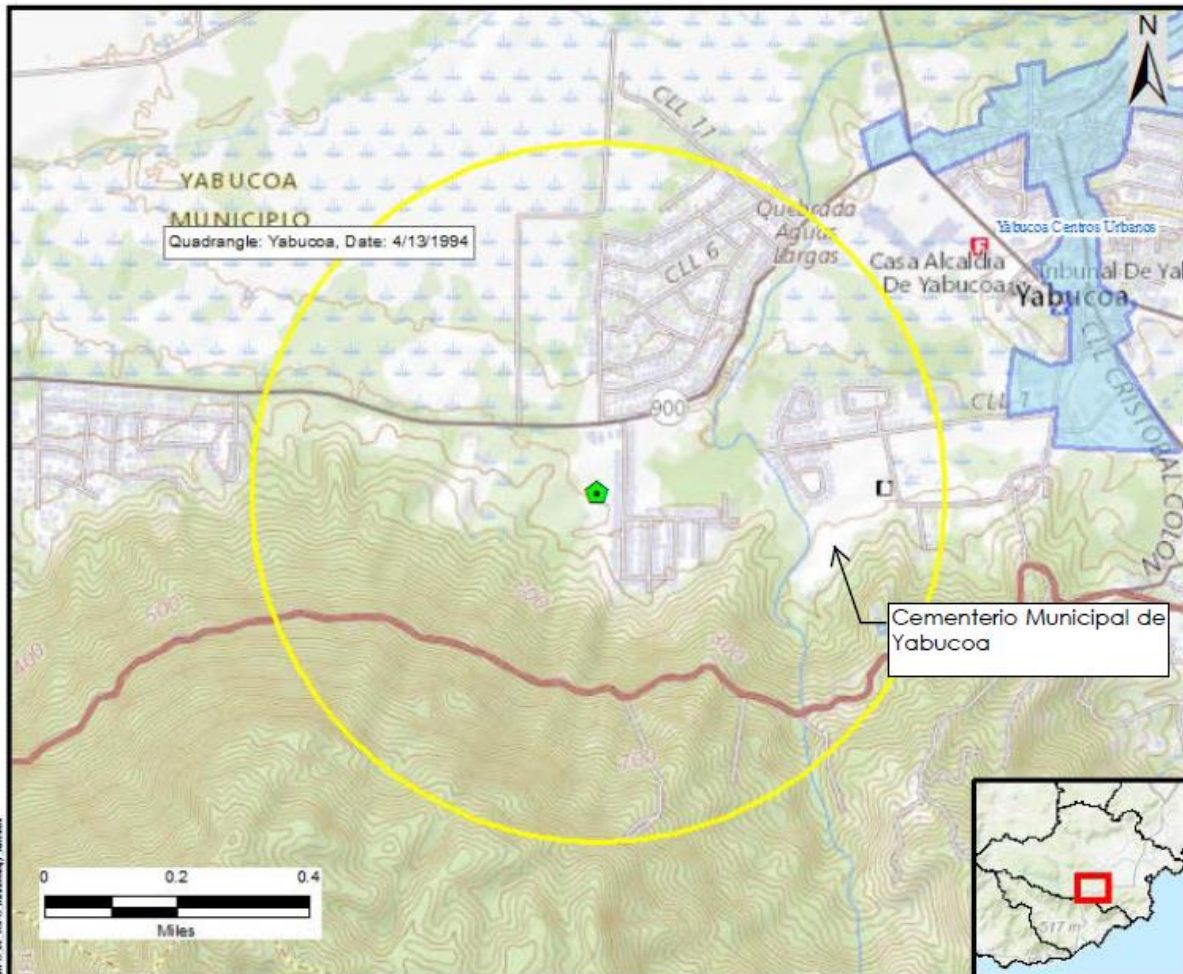 N
CLL 11
YABUCOA
MUNICIPIO
Quadrangle: Yabucoa, Date: 4/13/1994
Quebrada
Aguas
Largas
CLL 6
Yabucoa Centros Urbanos
Casa Alcaldia
De Yabucoa
Tribunal De Yab
Yabucoa
CLL CRISTOBAL COLON
CLL 1
900
Cementerio Municipal de
Yabucoa
500
400
300
700
0 0.2 0.4
Miles
517 m